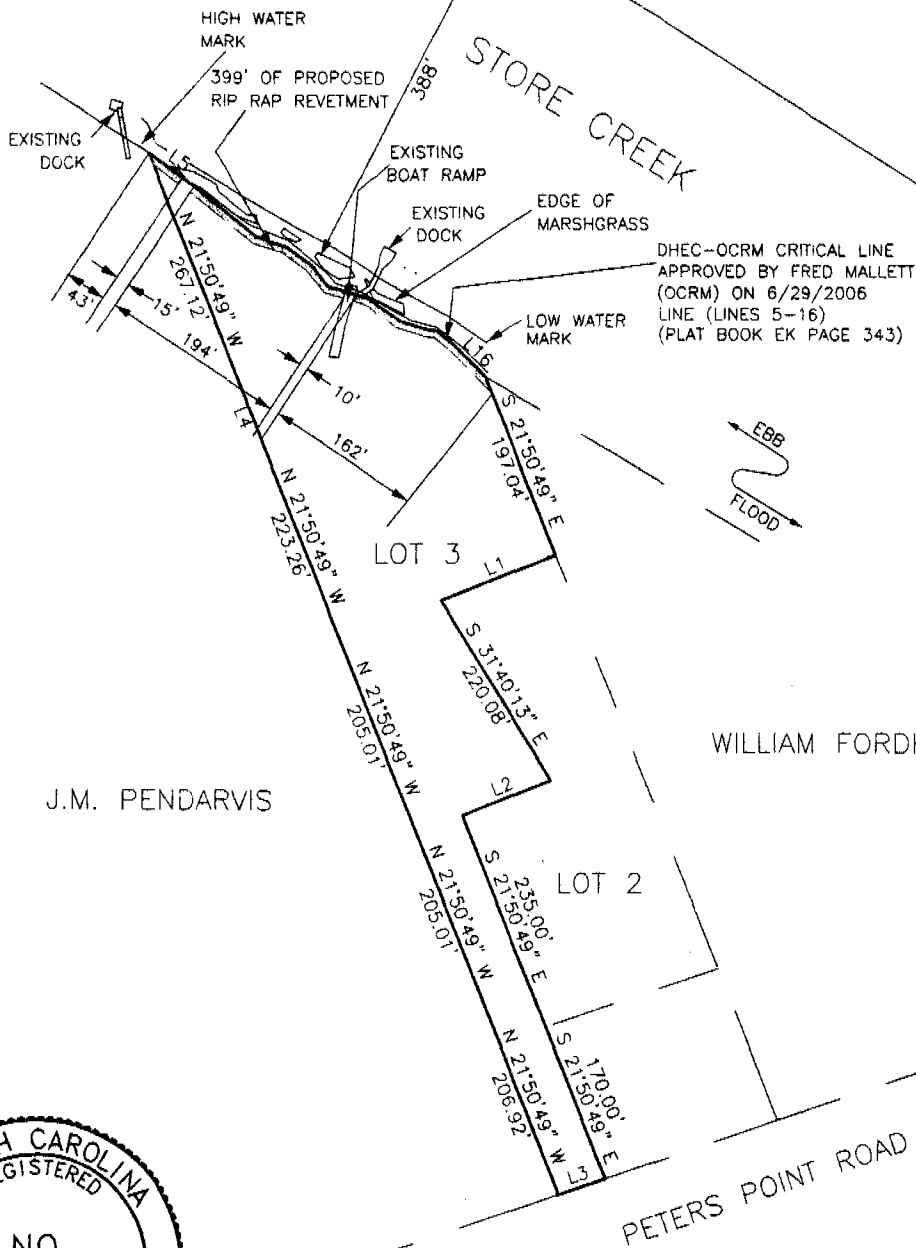 HIGH WATER
MARK
399' OF PROPOSED
RIP RAP REVETMENT
388'
STORE CREEK
EXISTING
DOCK
L5
EXISTING
BOAT RAMP
EXISTING
DOCK
EDGE OF
MARSHGRASS
DHEC-OCRM CRITICAL LINE
APPROVED BY FRED MALLETT
(OCRM) ON 6/29/2006
LINE (LINES 5-16)
(PLAT BOOK EK PAGE 343)
LOW WATER
MARK
L16
N 21°50'49" W
267.12'
43'
15'
194'
10'
L4
162'
S 21°50'49" E
197.04'
EBB
FLOOD
N 21°50'49" W
223.26'
LOT 3
L1
S 31°40'13" E
220.08'
N 21°50'49" W
205.01'
WILLIAM FORD
J.M. PENDARVIS
L2
LOT 2
235.00'
S 21°50'49" E
N 21°50'49" W
205.01'
170.00'
S 21°50'49" E
N 21°50'49" W
206.92'
L3
PETERS POINT ROAD
H CAROLINA
GISTERED
NO